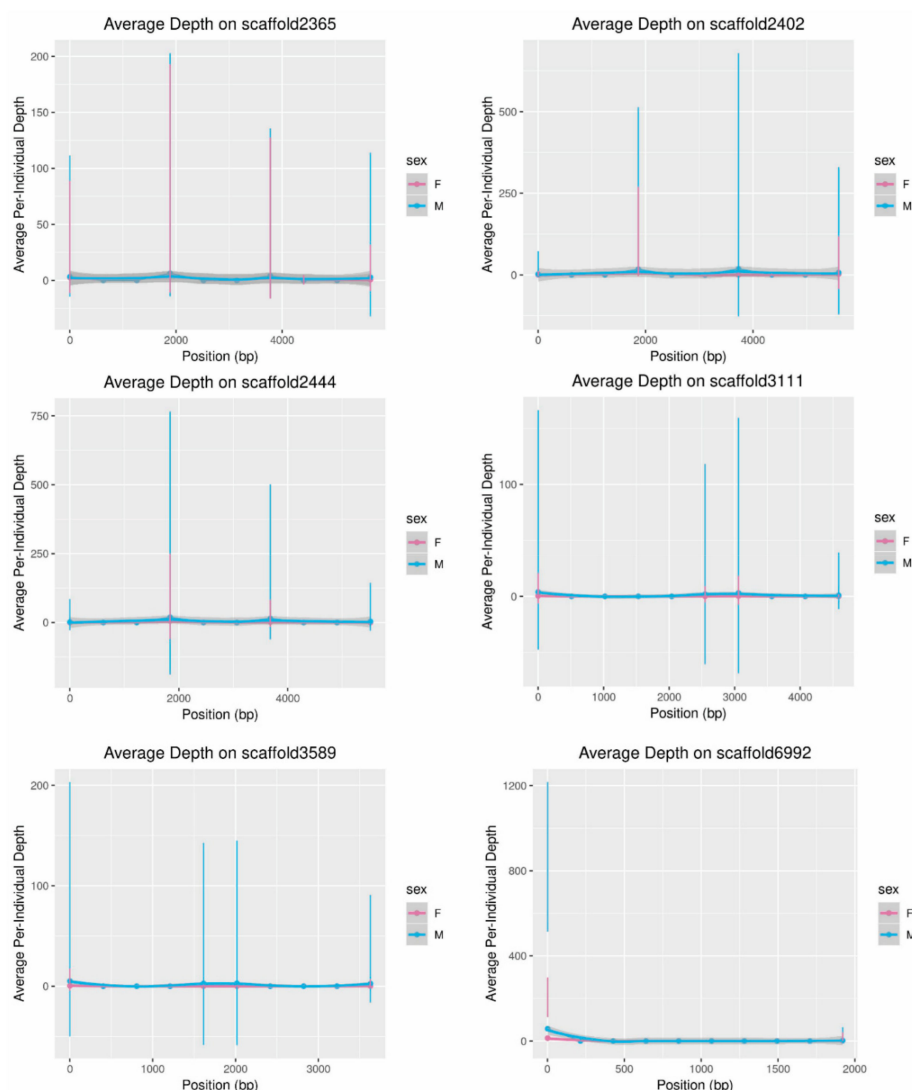 Average Depth on scaffold2365
Average Per-Individual Depth
200
150
100
50
0
0 2000 4000
Position (bp)
sex
F
M
Average Depth on scaffold2402
Average Per-Individual Depth
500
250
0
0 2000 4000
Position (bp)
sex
F
M
Average Depth on scaffold2444
Average Per-Individual Depth
750
500
250
0
0 2000 4000
Position (bp)
sex
F
M
Average Depth on scaffold3111
Average Per-Individual Depth
100
0
0 1000 2000 3000 4000
Position (bp)
sex
F
M
Average Depth on scaffold3589
Average Per-Individual Depth
200
100
0
0 1000 2000 3000
Position (bp)
sex
F
M
Average Depth on scaffold6992
Average Per-Individual Depth
1200
800
400
0
0 500 1000 1500 2000
Position (bp)
sex
F
M